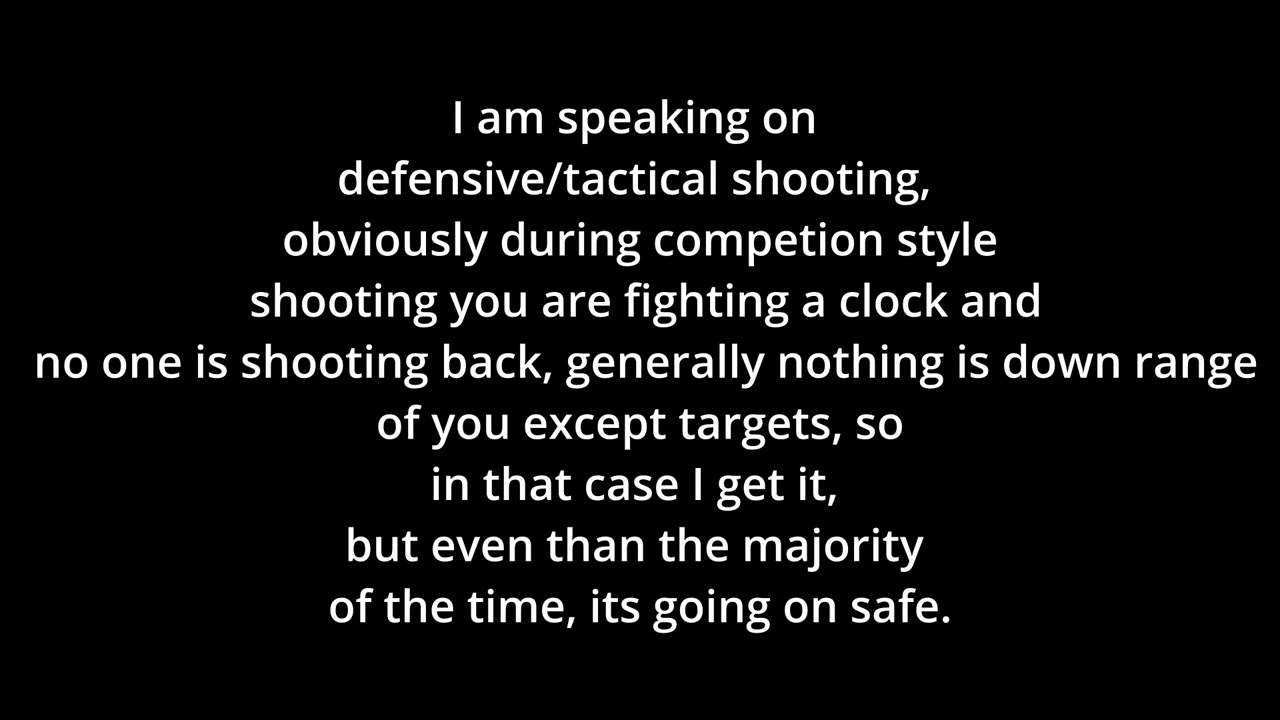 I am speaking on
defensive/tactical shooting,
obviously during competion style
shooting you are fighting a clock and
no one is shooting back, generally nothing is down range
of you except targets, so
in that case I get it,
but even than the majority
of the time, its going on safe.